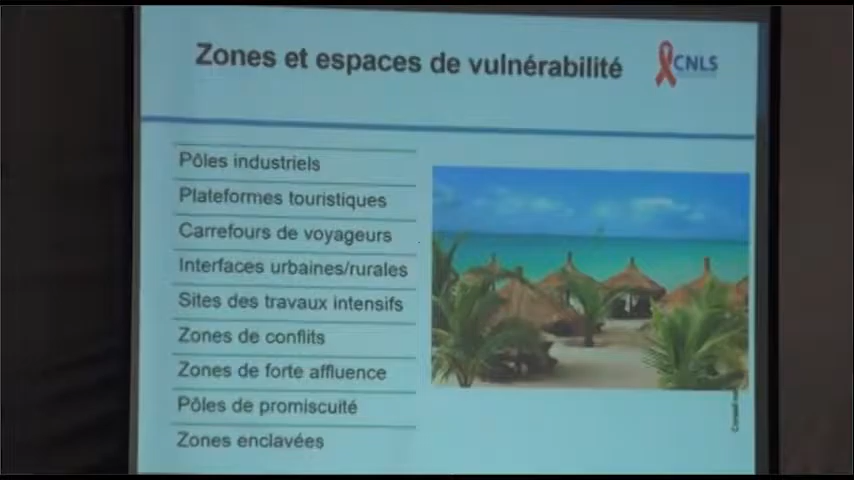 Zones et espaces de vulnérabilité
CNLS
Pôles industriels
Plateformes touristiques
Carrefours de voyageurs
Interfaces urbaines/rurales
Sites des travaux intensifs
Zones de conflits
Zones de forte affluence
Pôles de promiscuité
Zones enclavées
Conseil